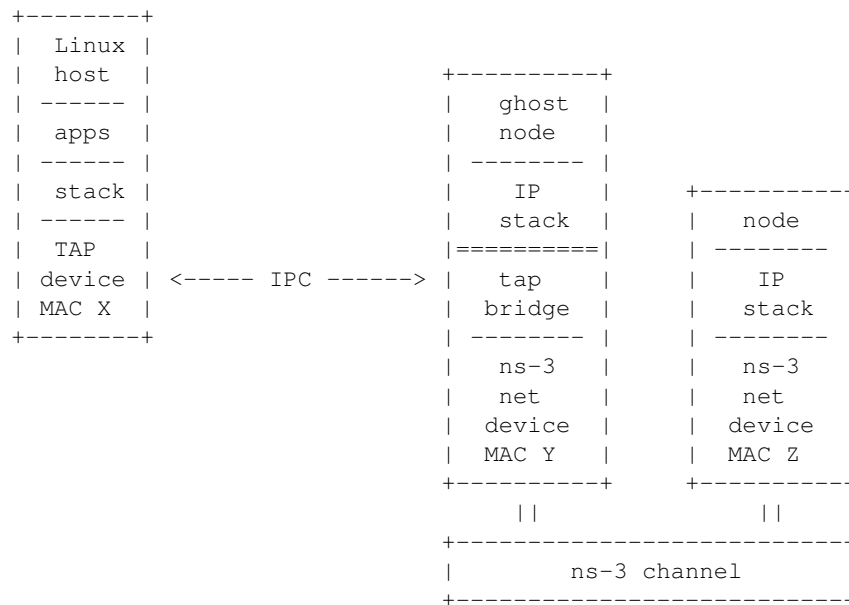 +--------+
|  Linux |
|  host  |                    +----------+
| ------ |                    |   ghost  |
|  apps  |                    |   node   |
| ------ |                    | -------- |
|  stack |                    |    IP    |     +-----------
| ------ |                    |   stack  |     |   node
|  TAP   |                    |==========|     | --------
| device | <----- IPC ------> |   tap    |     |    IP
| MAC X  |                    |  bridge  |     |   stack
+--------+                    | -------- |     | --------
                              |   ns-3   |     |   ns-3
                              |   net    |     |   net
                              |  device  |     |  device
                              |  MAC Y   |     |  MAC Z
                              +----------+     +-----------
                                   ||               ||
                              +----------------------------
                              |        ns-3 channel
                              +----------------------------